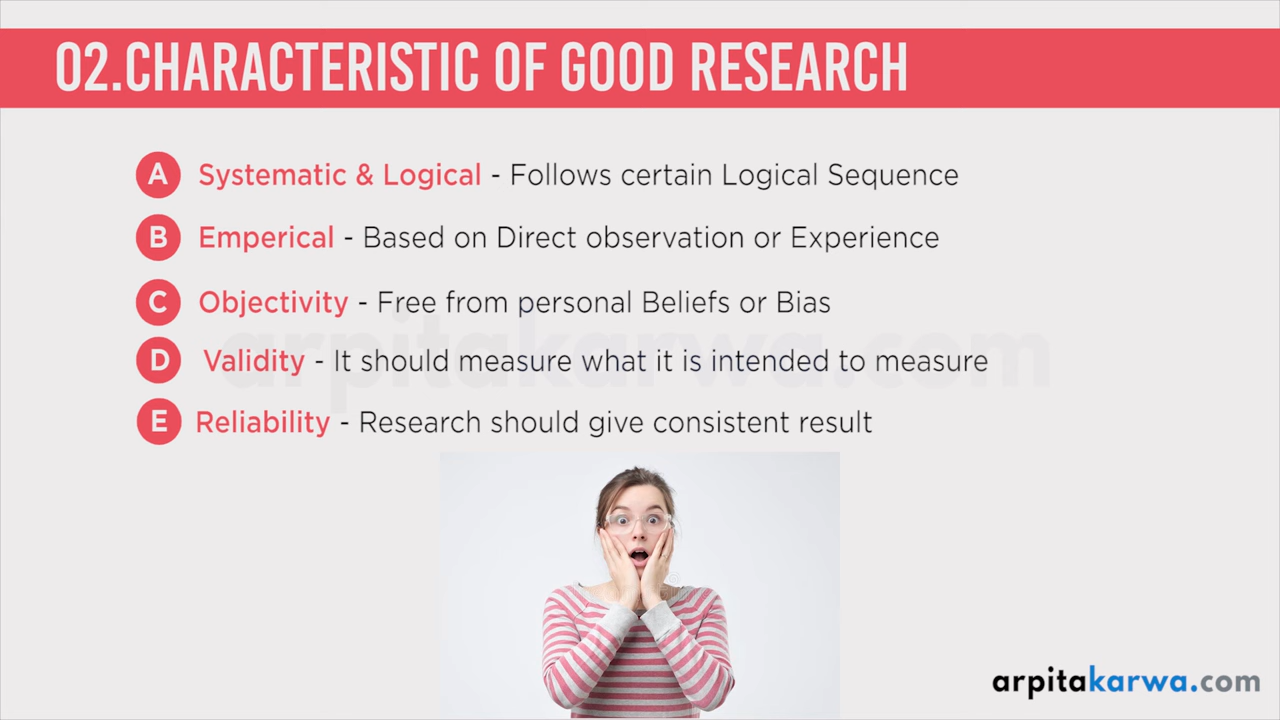 02.CHARACTERISTIC OF GOOD RESEARCH
A Systematic & Logical - Follows certain Logical Sequence
B Emperical - Based on Direct observation or Experience
C Objectivity - Free from personal Beliefs or Bias
D Validity - It should measure what it is intended to measure
E Reliability - Research should give consistent result
arpitakarwa.com
arpitakarwa.com